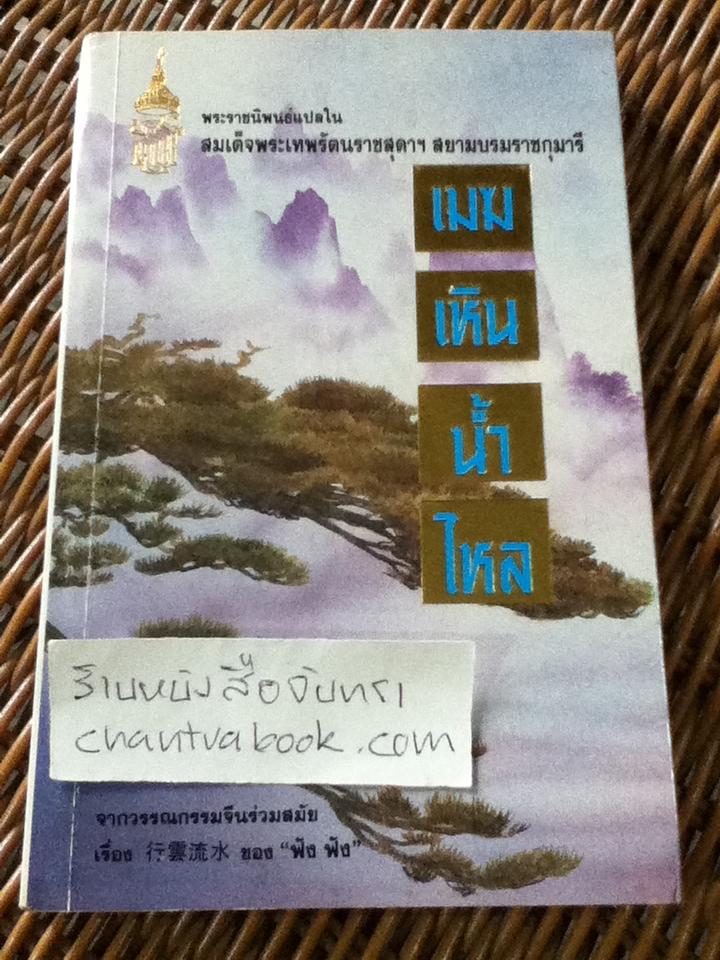 พระราชนิพนธ์แปลใน
สมเด็จพระเทพรัตนราชสุดาฯ สยามบรมราชกุมารี
เมฆ
เหิน
น้ำ
ไหล
ร้านหนังสือจันทรา
chantrabook.com
จากวรรณกรรมจีนร่วมสมัย
เรื่อง 行雲流水 ของ "ฟัง ฟัง"